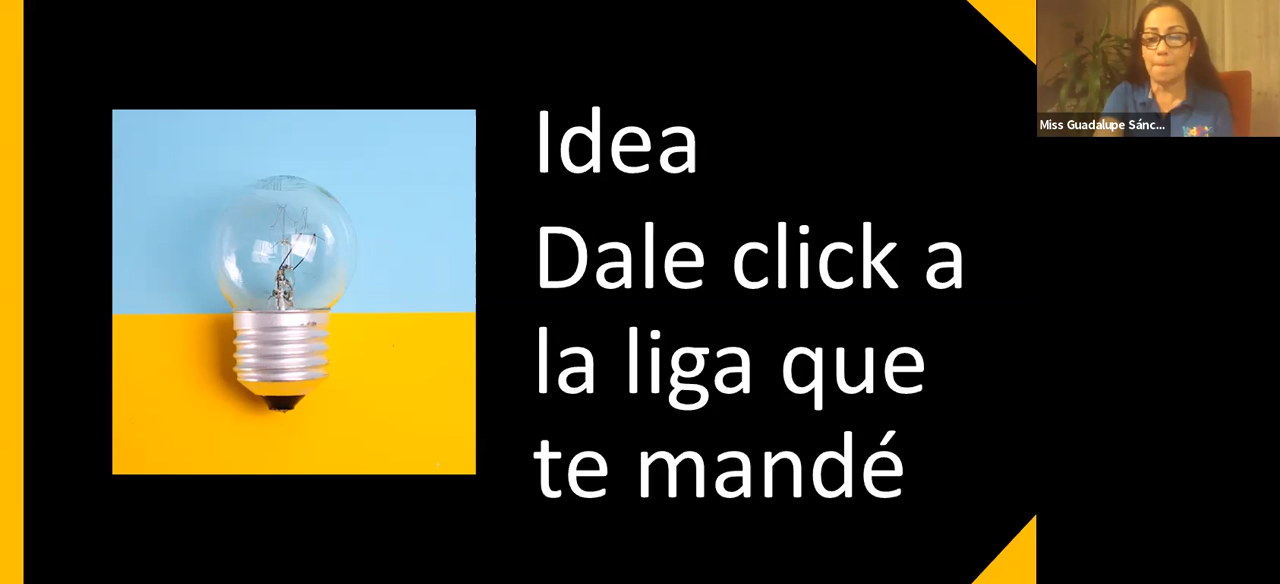 Idea
Dale click a
la liga que
te mandé
Miss Guadalupe Sánc...